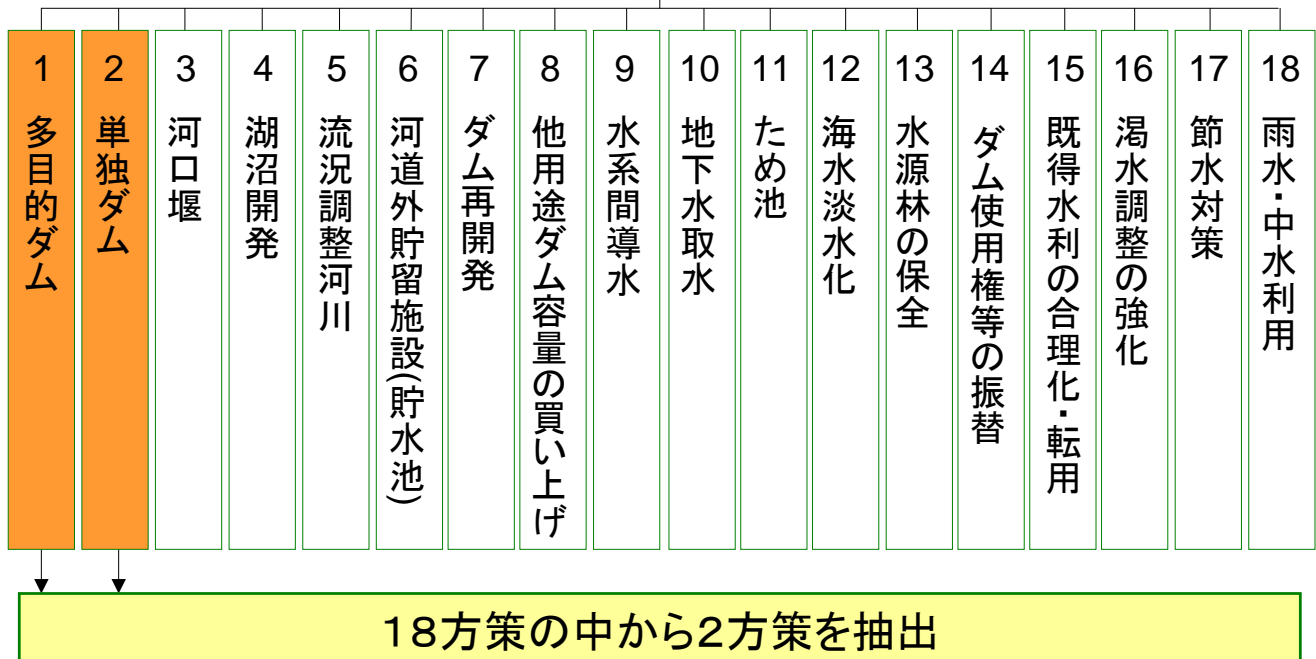 1
多目的ダム
2
単独ダム
3
河口堰
4
湖沼開発
5
流況調整河川
6
河道外貯留施設(貯水池)
7
ダム再開発
8
他用途ダム容量の買い上げ
9
水系間導水
10
地下水取水
11
ため池
12
海水淡水化
13
水源林の保全
14
ダム使用権等の振替
15
既得水利の合理化・転用
16
渇水調整の強化
17
節水対策
18
雨水・中水利用
18方策の中から2方策を抽出